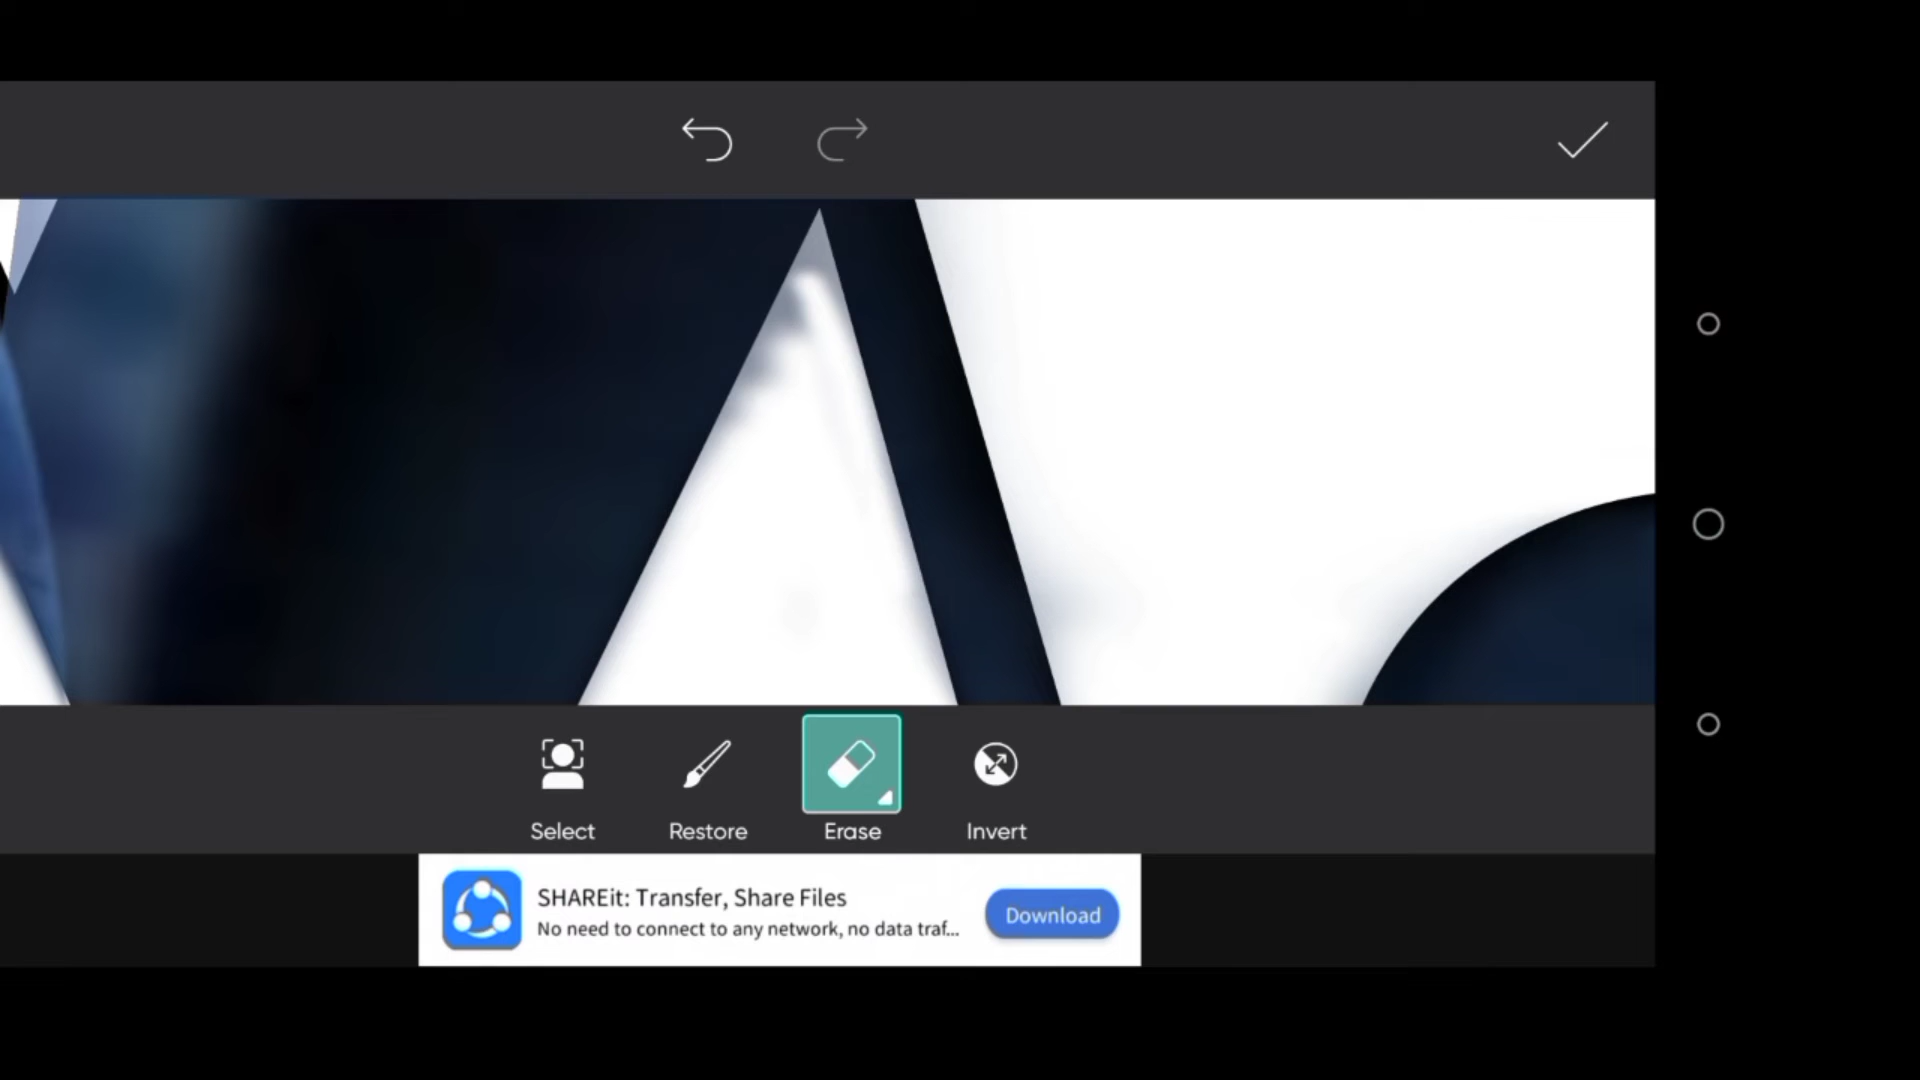 Select
Restore
Erase
Invert
SHAREit: Transfer, Share Files
No need to connect to any network, no data traf...
Download